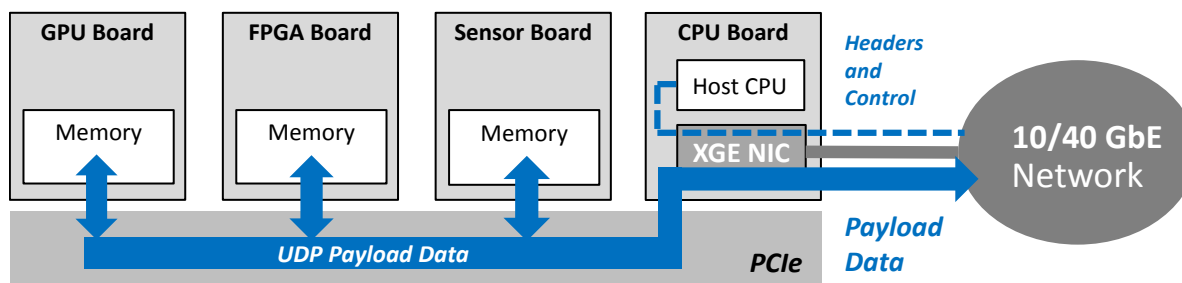 GPU Board
FPGA Board
Sensor Board
CPU Board
Headers
and
Control
Host CPU
Memory
Memory
Memory
XGE NIC
10/40 GbE
Network
UDP Payload Data
PCIe
Payload
Data